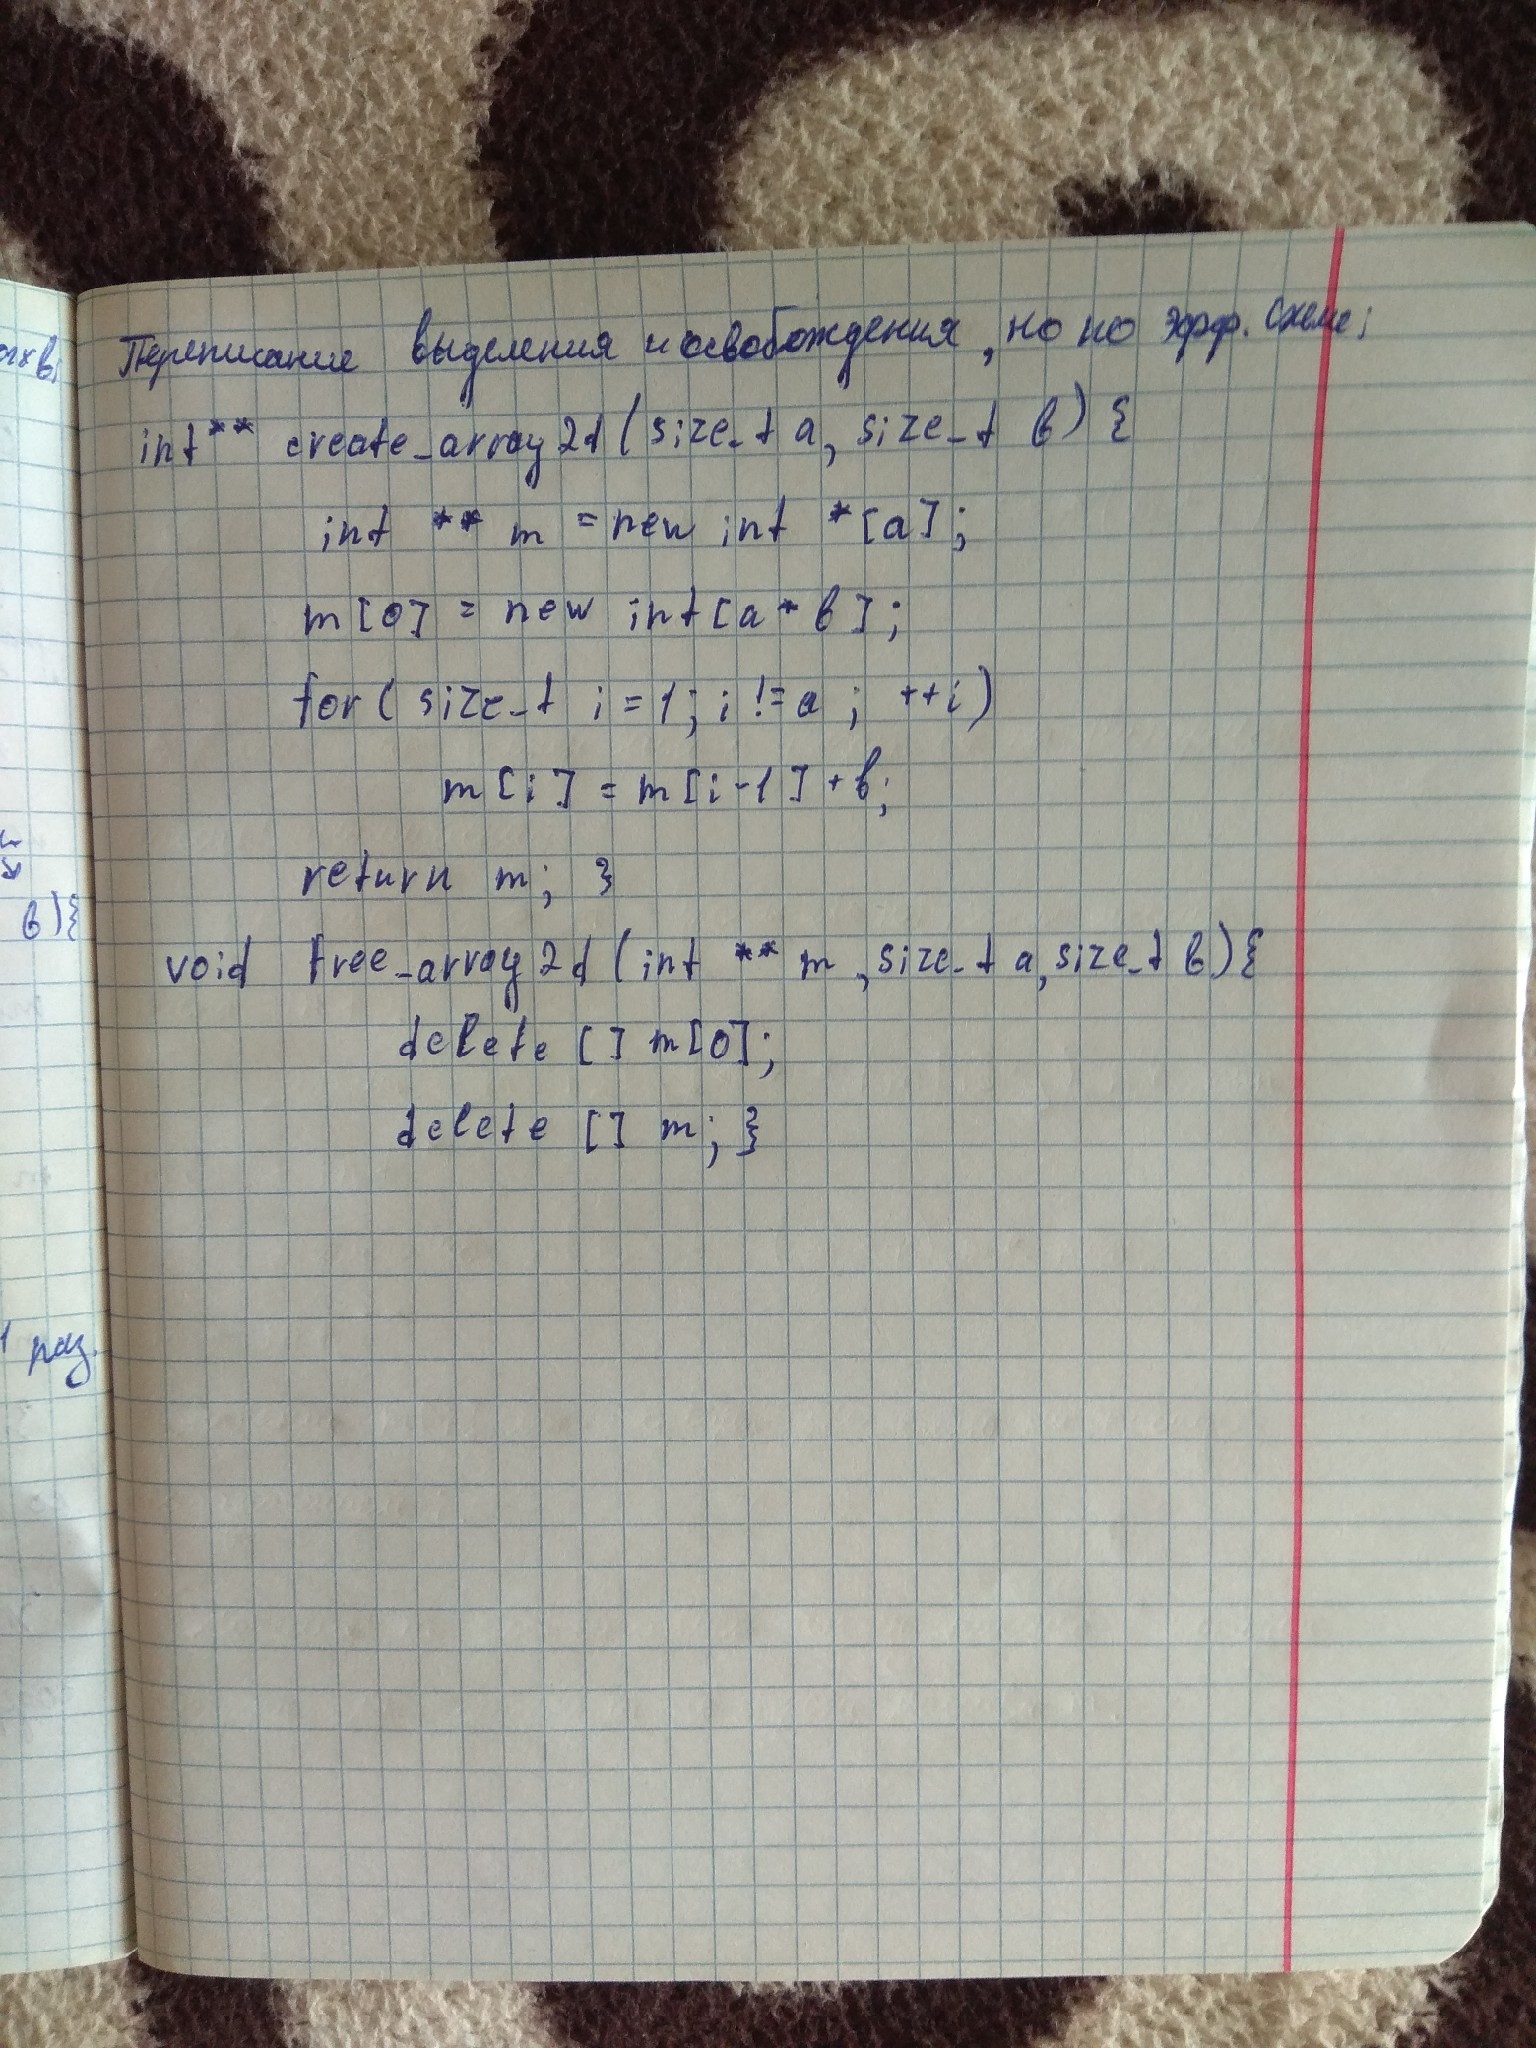 Переписание выделения и освобождения, но по эфф. схеме:
int** create_array2d(size_t a, size_t b) {
int ** m = new int *[a];
m[0] = new int[a * b];
for( size_t i = 1; i != a ; ++i)
m[i] = m[i-1] + b;
return m; }
void free_array2d(int ** m, size_t a, size_t b){
delete [] m[0];
delete [] m; }
b){
1 раз.